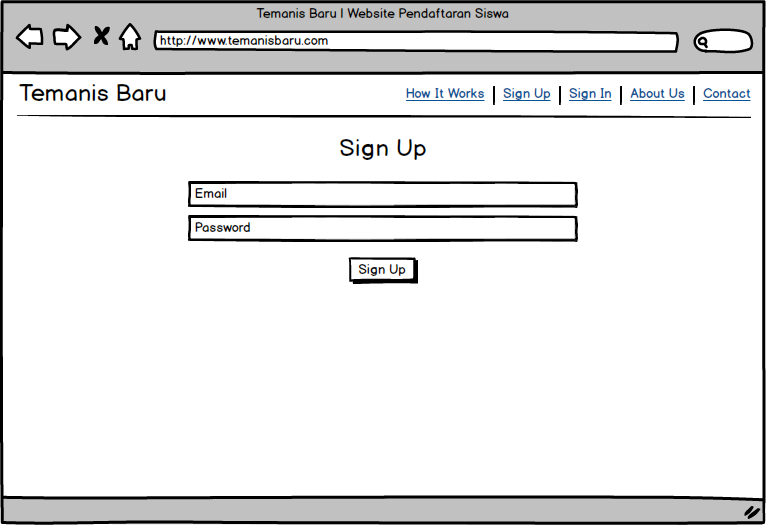 Temanis Baru | Website Pendaftaran Siswa
http://www.temanisbaru.com
Temanis Baru
How It Works | Sign Up | Sign In | About Us | Contact
Sign Up
Email
Password
Sign Up